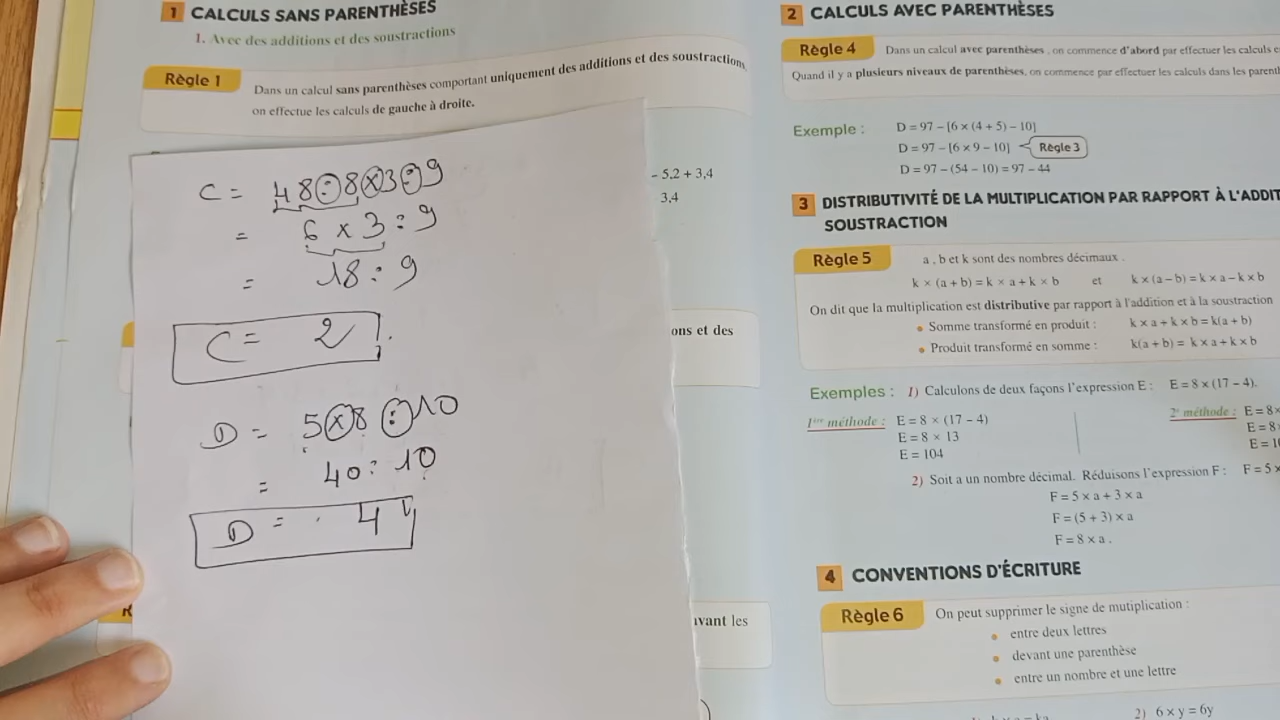 1 CALCULS SANS PARENTHÈSES
1. Avec des additions et des soustractions
Règle 1
Dans un calcul sans parenthèses comportant uniquement des additions et des soustractions,
on effectue les calculs de gauche à droite.
- 5,2 + 3,4
3,4
ons et des
vant les
C = 48 : 8 x 3 : 9
= 6 x 3 : 9
= 18 : 9
C = 2
D = 5 x 8 : 10
= 40 : 10
D = 4
2 CALCULS AVEC PARENTHÈSES
Règle 4
Dans un calcul avec parenthèses, on commence d'abord par effectuer les calculs
Quand il y a plusieurs niveaux de parenthèses, on commence par effectuer les calculs dans les parent
Exemple :
D = 97 – [6 × (4 + 5) – 10]
D = 97 – [6 × 9 – 10]
Règle 3
D = 97 – (54 – 10) = 97 – 44
3 DISTRIBUTIVITÉ DE LA MULTIPLICATION PAR RAPPORT À L'ADDIT
SOUSTRACTION
Règle 5
a , b et k sont des nombres décimaux .
k × (a + b) = k × a + k × b et k × (a – b) = k × a – k × b
On dit que la multiplication est distributive par rapport à l'addition et à la soustraction
• Somme transformé en produit : k × a + k × b = k(a + b)
• Produit transformé en somme : k(a + b) = k × a + k × b
Exemples : 1) Calculons de deux façons l'expression E : E = 8 × (17 – 4).
1ère méthode : E = 8 × (17 – 4)
E = 8 × 13
E = 104
2e méthode : E = 8×
E = 8
E = 10
2) Soit a un nombre décimal. Réduisons l'expression F : F = 5 ×
F = 5 × a + 3 × a
F = (5 + 3) × a
F = 8 × a .
4 CONVENTIONS D'ÉCRITURE
Règle 6
On peut supprimer le signe de mutiplication :
• entre deux lettres
• devant une parenthèse
• entre un nombre et une lettre
2) 6 × y = 6y